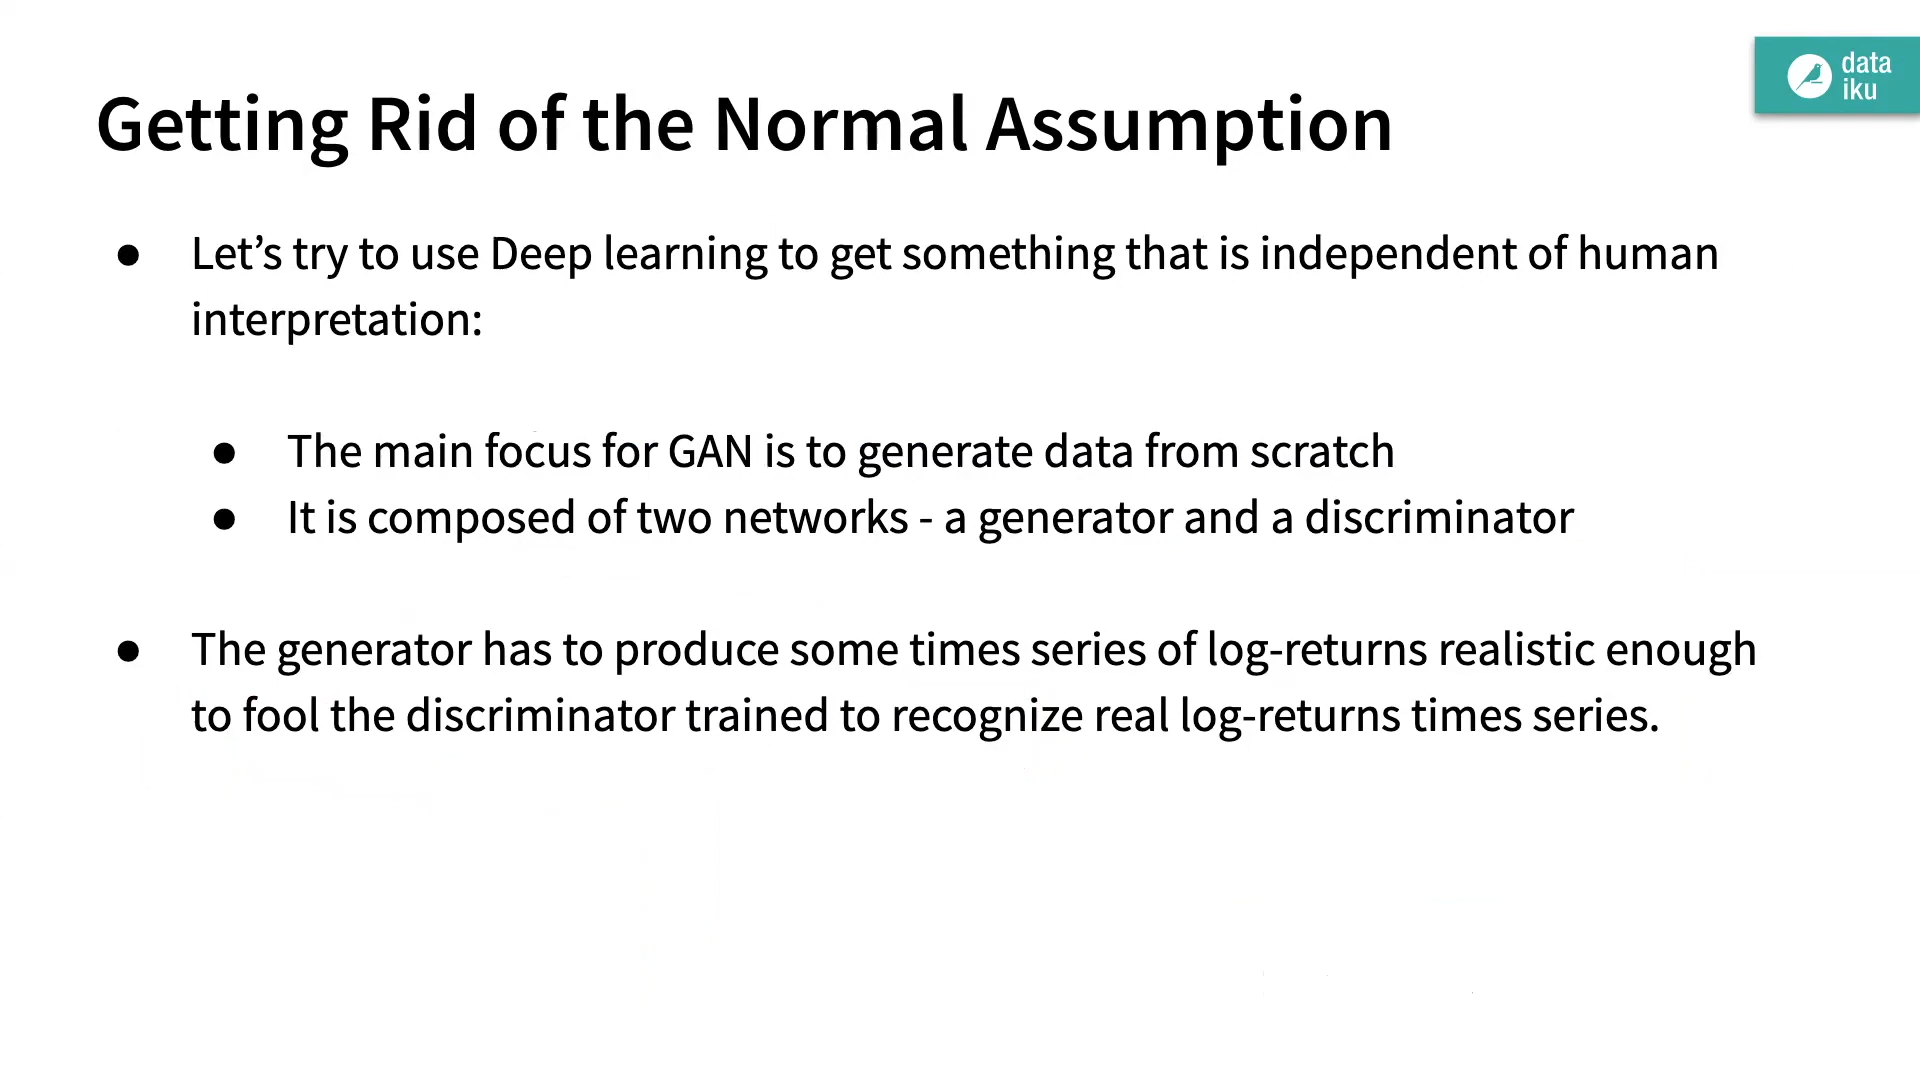 data
iku
Getting Rid of the Normal Assumption
● Let’s try to use Deep learning to get something that is independent of human
interpretation:
● The main focus for GAN is to generate data from scratch
● It is composed of two networks - a generator and a discriminator
● The generator has to produce some times series of log-returns realistic enough
to fool the discriminator trained to recognize real log-returns times series.